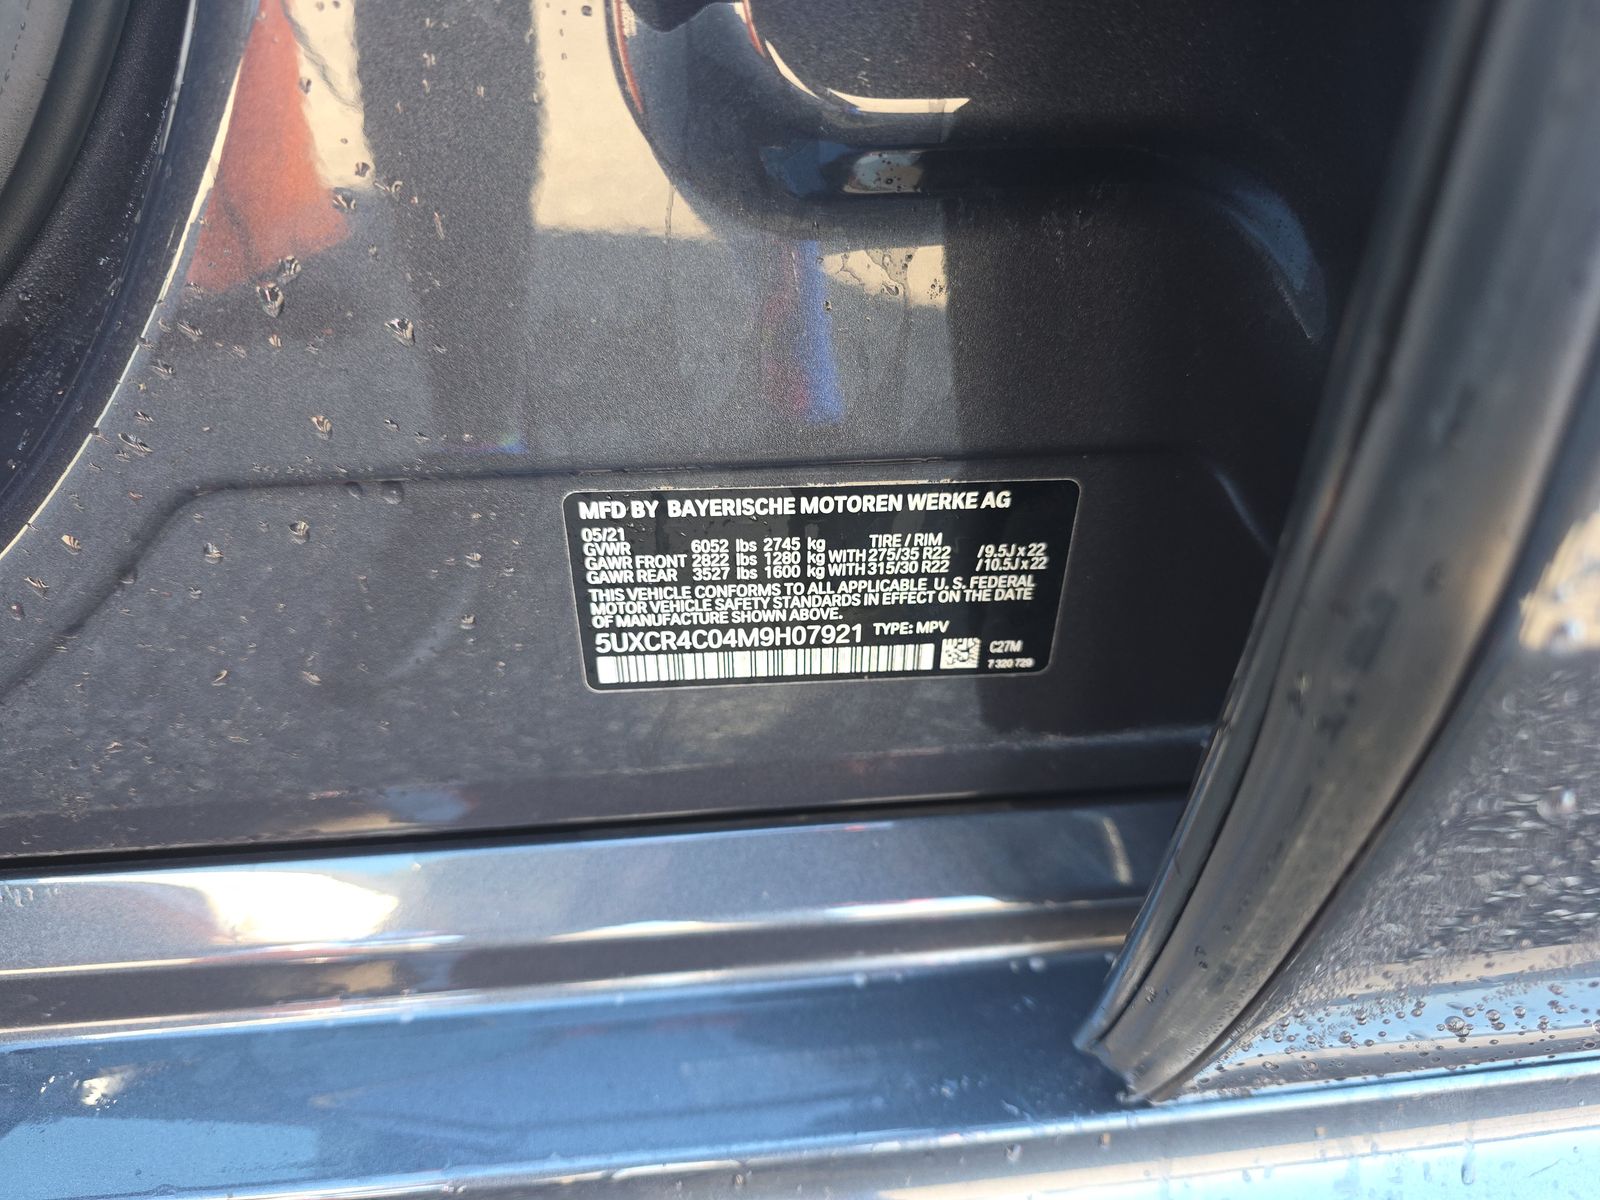 MFD BY BAYERISCHE MOTOREN WERKE AG
05/21 TIRE / RIM
GVWR 6052 lbs 2745 kg
GAWR FRONT 2822 lbs 1280 kg WITH 275/35 R22 /9.5J x 22
GAWR REAR 3527 lbs 1600 kg WITH 315/30 R22 /10.5J x 22
THIS VEHICLE CONFORMS TO ALL APPLICABLE U. S. FEDERAL
MOTOR VEHICLE SAFETY STANDARDS IN EFFECT ON THE DATE
OF MANUFACTURE SHOWN ABOVE.
5UXCR4C04M9H07921 TYPE: MPV
C27M
7 320 729